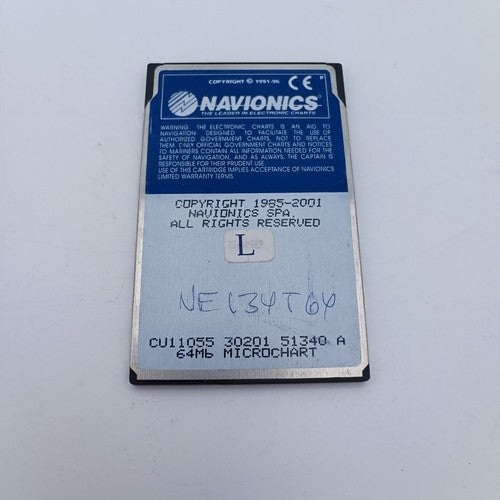 COPYRIGHT © 1991-96 CE P
NAVIONICS®
THE LEADER IN ELECTRONIC CHARTS
WARNING: THE ELECTRONIC CHARTS IS AN AID TO
NAVIGATION. DESIGNED TO FACILITATE THE USE OF
AUTHORIZED GOVERNMENT CHARTS, NOT TO REPLACE
THEM. ONLY OFFICIAL GOVERNMENT CHARTS AND NOTICES
TO MARINERS CONTAIN ALL INFORMATION NEEDED FOR THE
SAFETY OF NAVIGATION, AND AS ALWAYS, THE CAPTAIN IS
RESPONSIBLE FOR THEIR PRUDENT USE.
USE OF THIS CARTRIDGE IMPLIES ACCEPTANCE OF NAVIONICS
LIMITED WARRANTY TERMS.
COPYRIGHT 1985-2001
NAVIONICS SPA.
ALL RIGHTS RESERVED
L
NE134T64
CU11055 30201 51340 A
64Mb MICROCHART